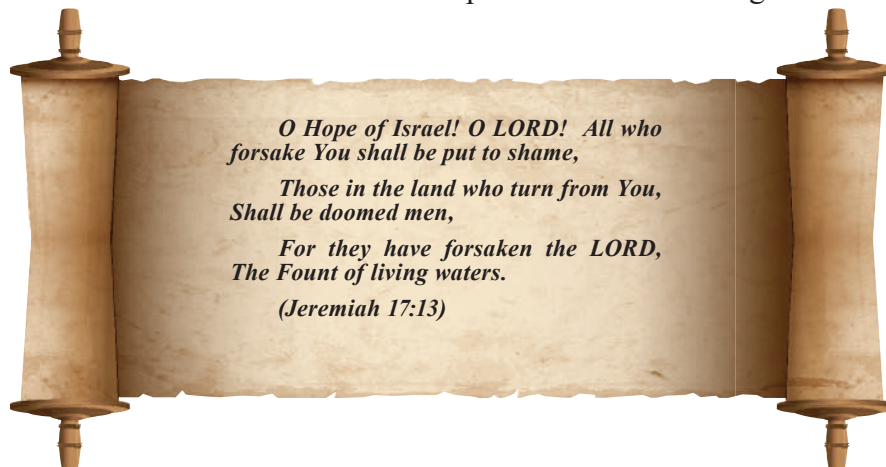 O Hope of Israel! O LORD! All who
forsake You shall be put to shame,
Those in the land who turn from You,
Shall be doomed men,
For they have forsaken the LORD,
The Fount of living waters.
(Jeremiah 17:13)